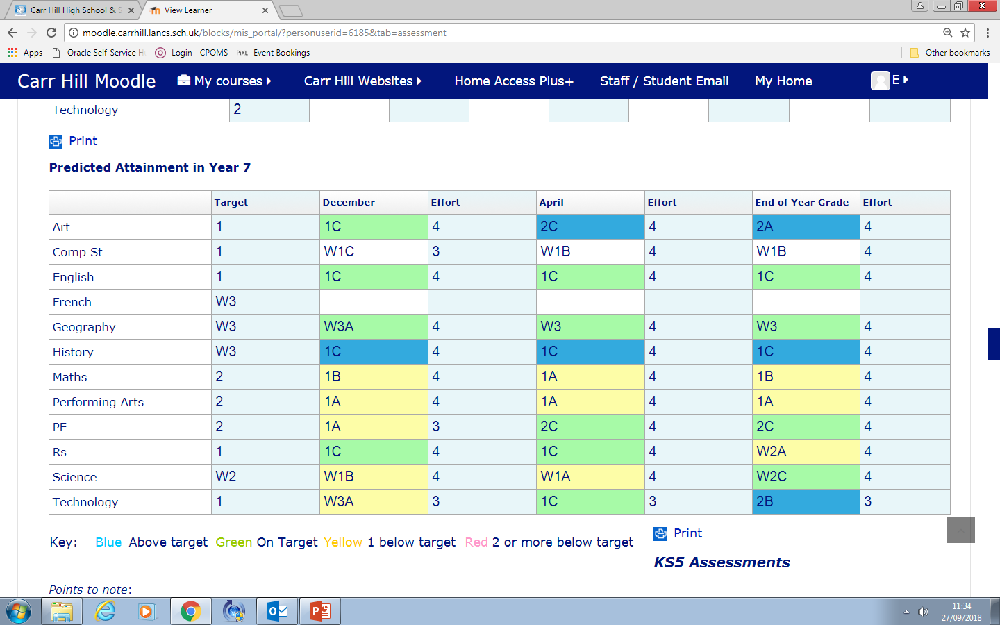 Carr Hill High School & S
View Learner
moodle.carrhill.lancs.sch.uk/blocks/mis_portal/?personuserid=6185&tab=assessment
Apps Oracle Self-Service H Login - CPOMS PiXL Event Bookings Other bookmarks
Carr Hill Moodle My courses Carr Hill Websites Home Access Plus+ Staff / Student Email My Home E
Technology 2
Print
Predicted Attainment in Year 7
Target December Effort April Effort End of Year Grade Effort
Art 1 1C 4 2C 4 2A 4
Comp St 1 W1C 3 W1B 4 W1B 4
English 1 1C 4 1C 4 1C 4
French W3
Geography W3 W3A 4 W3 4 W3 4
History W3 1C 4 1C 4 1C 4
Maths 2 1B 4 1A 4 1B 4
Performing Arts 2 1A 4 1A 4 1A 4
PE 2 1A 3 2C 4 2C 4
Rs 1 1C 4 1C 4 W2A 4
Science W2 W1B 4 W1A 4 W2C 4
Technology 1 W3A 3 1C 3 2B 3
Key: Blue Above target Green On Target Yellow 1 below target Red 2 or more below target
Print
KS5 Assessments
Points to note:
11:34
27/09/2018